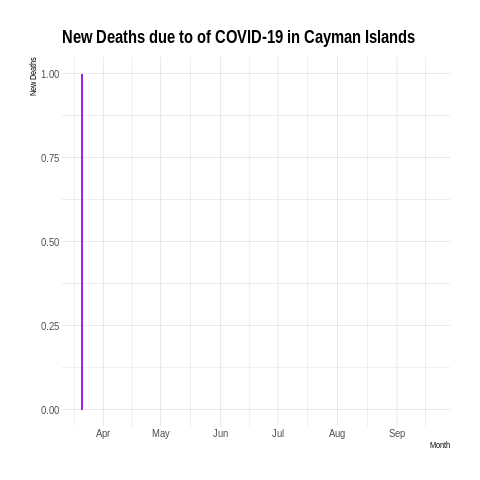 New Deaths due to of COVID-19 in Cayman Islands
New Deaths
1.00
0.75
0.50
0.25
0.00
Apr May Jun Jul Aug Sep
Month